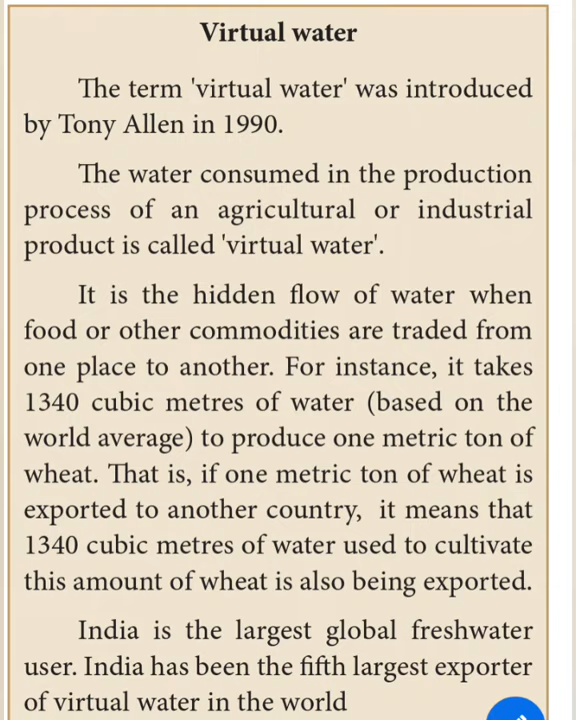 Virtual water
The term 'virtual water' was introduced
by Tony Allen in 1990.
The water consumed in the production
process of an agricultural or industrial
product is called 'virtual water'.
It is the hidden flow of water when
food or other commodities are traded from
one place to another. For instance, it takes
1340 cubic metres of water (based on the
world average) to produce one metric ton of
wheat. That is, if one metric ton of wheat is
exported to another country, it means that
1340 cubic metres of water used to cultivate
this amount of wheat is also being exported.
India is the largest global freshwater
user. India has been the fifth largest exporter
of virtual water in the world